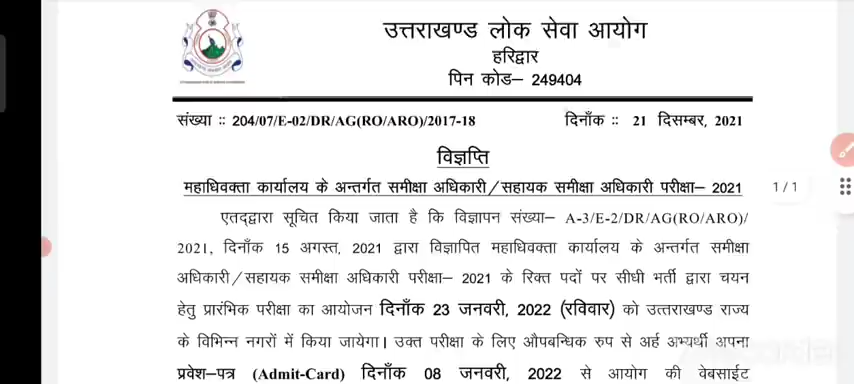 उत्तराखण्ड लोक सेवा आयोग
हरिद्वार
पिन कोड– 249404
संख्या :: 204/07/E-02/DR/AG(RO/ARO)/2017-18 दिनाँक :: 21 दिसम्बर, 2021
विज्ञप्ति
महाधिवक्ता कार्यालय के अन्तर्गत समीक्षा अधिकारी/सहायक समीक्षा अधिकारी परीक्षा– 2021
1 / 1
एतद्द्वारा सूचित किया जाता है कि विज्ञापन संख्या– A-3/E-2/DR/AG(RO/ARO)/
2021, दिनाँक 15 अगस्त, 2021 द्वारा विज्ञापित महाधिवक्ता कार्यालय के अन्तर्गत समीक्षा
अधिकारी/सहायक समीक्षा अधिकारी परीक्षा– 2021 के रिक्त पदों पर सीधी भर्ती द्वारा चयन
हेतु प्रारंभिक परीक्षा का आयोजन दिनाँक 23 जनवरी, 2022 (रविवार) को उत्तराखण्ड राज्य
के विभिन्न नगरों में किया जायेगा। उक्त परीक्षा के लिए औपबन्धिक रुप से अर्ह अभ्यर्थी अपना
प्रवेश–पत्र (Admit-Card) दिनाँक 08 जनवरी, 2022 से आयोग की वेबसाईट